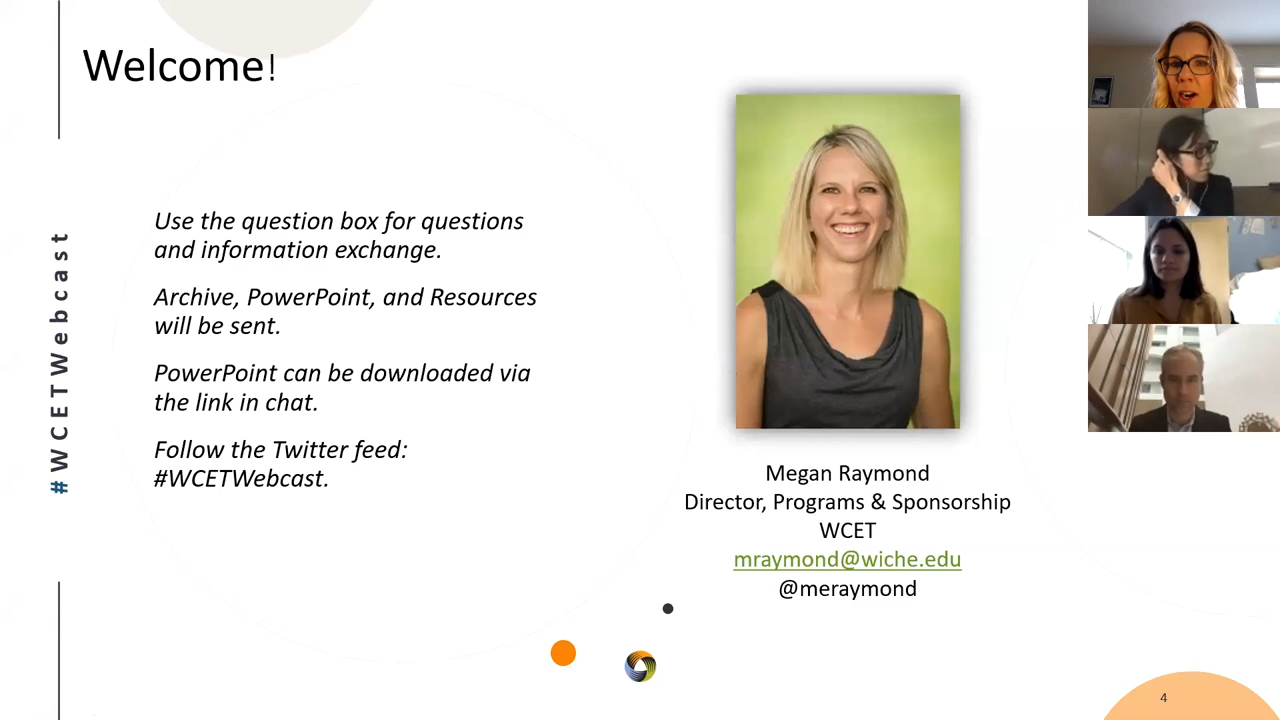 Welcome!
#WCETWebcast
Use the question box for questions
and information exchange.
Archive, PowerPoint, and Resources
will be sent.
PowerPoint can be downloaded via
the link in chat.
Follow the Twitter feed:
#WCETWebcast.
Megan Raymond
Director, Programs & Sponsorship
WCET
mraymond@wiche.edu
@meraymond
4